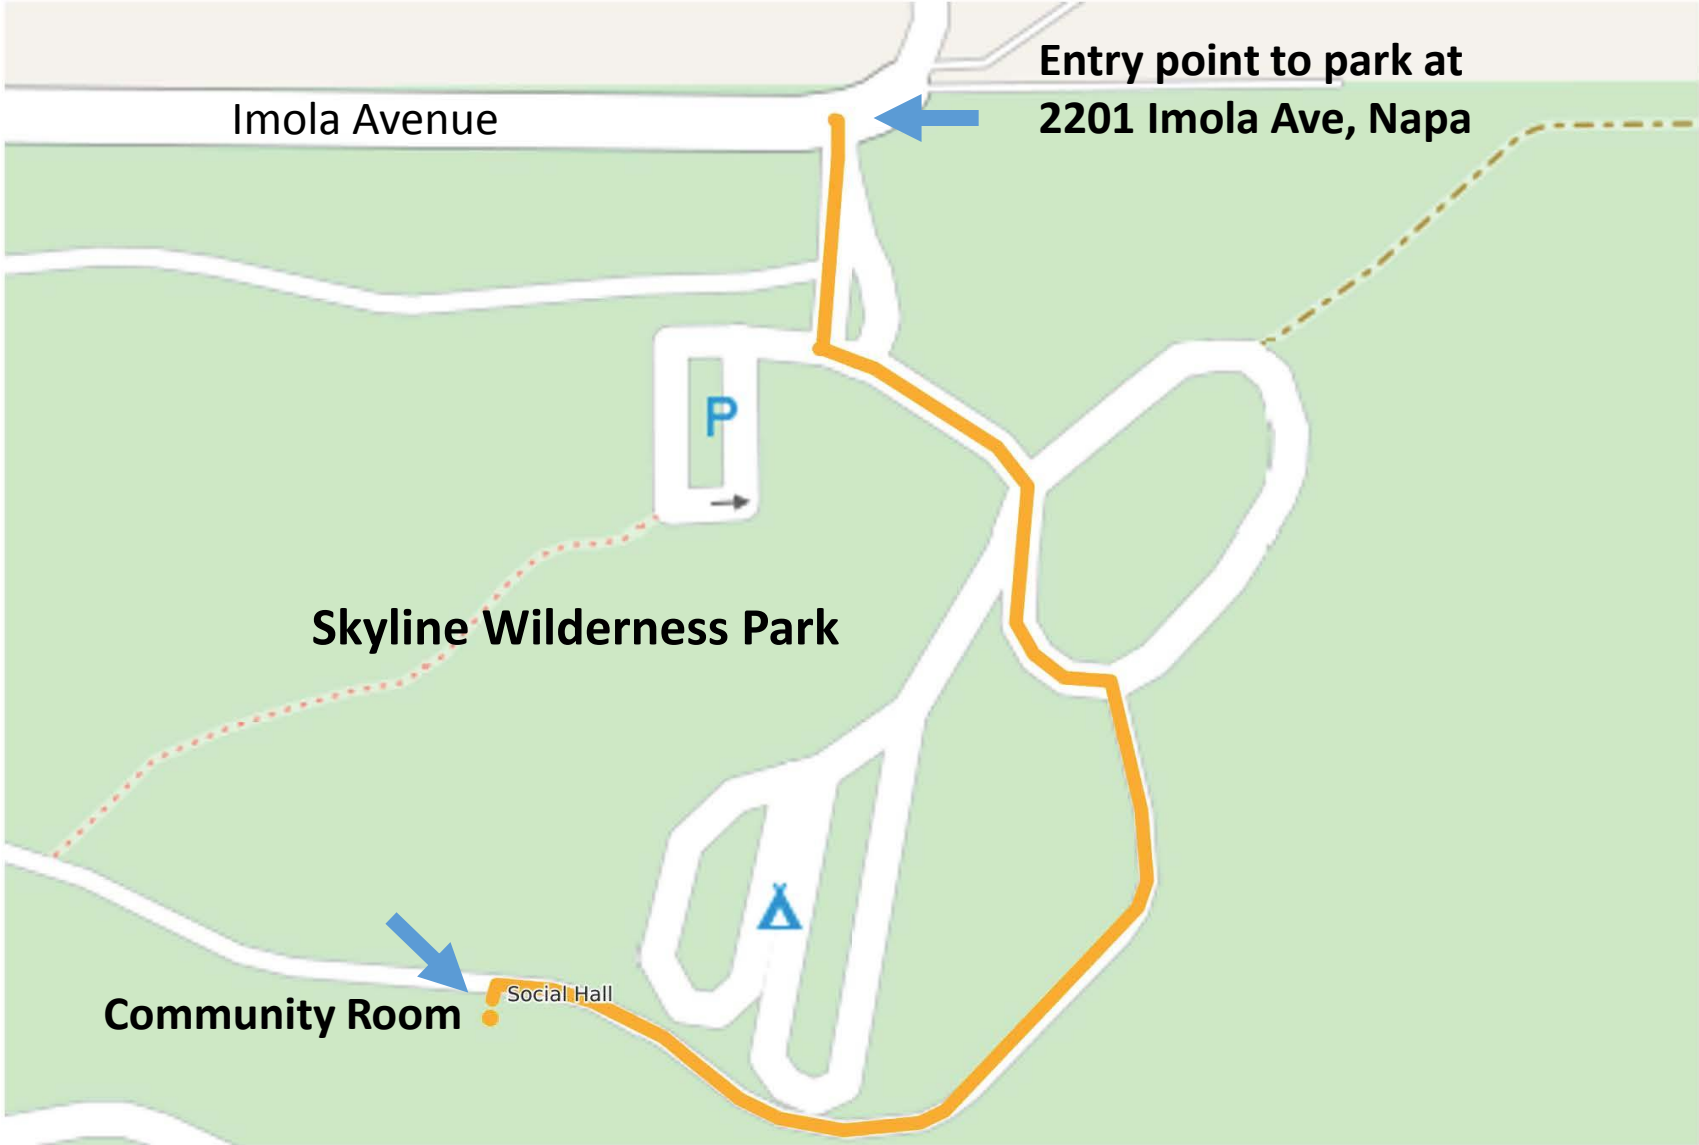 Entry point to park at
2201 Imola Ave, Napa
Imola Avenue
P
Skyline Wilderness Park
Social Hall
Community Room